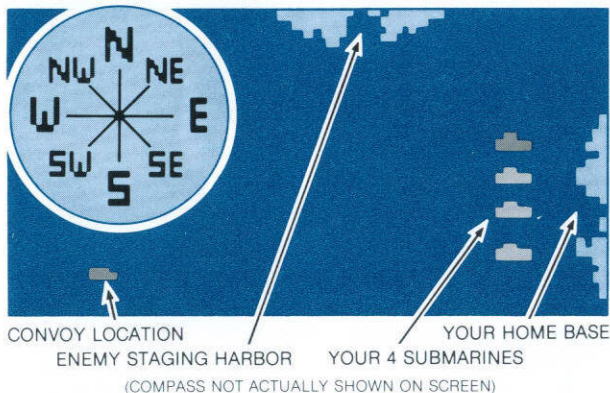 N
NW NE
W E
SW SE
S
CONVOY LOCATION YOUR HOME BASE
ENEMY STAGING HARBOR YOUR 4 SUBMARINES
(COMPASS NOT ACTUALLY SHOWN ON SCREEN)